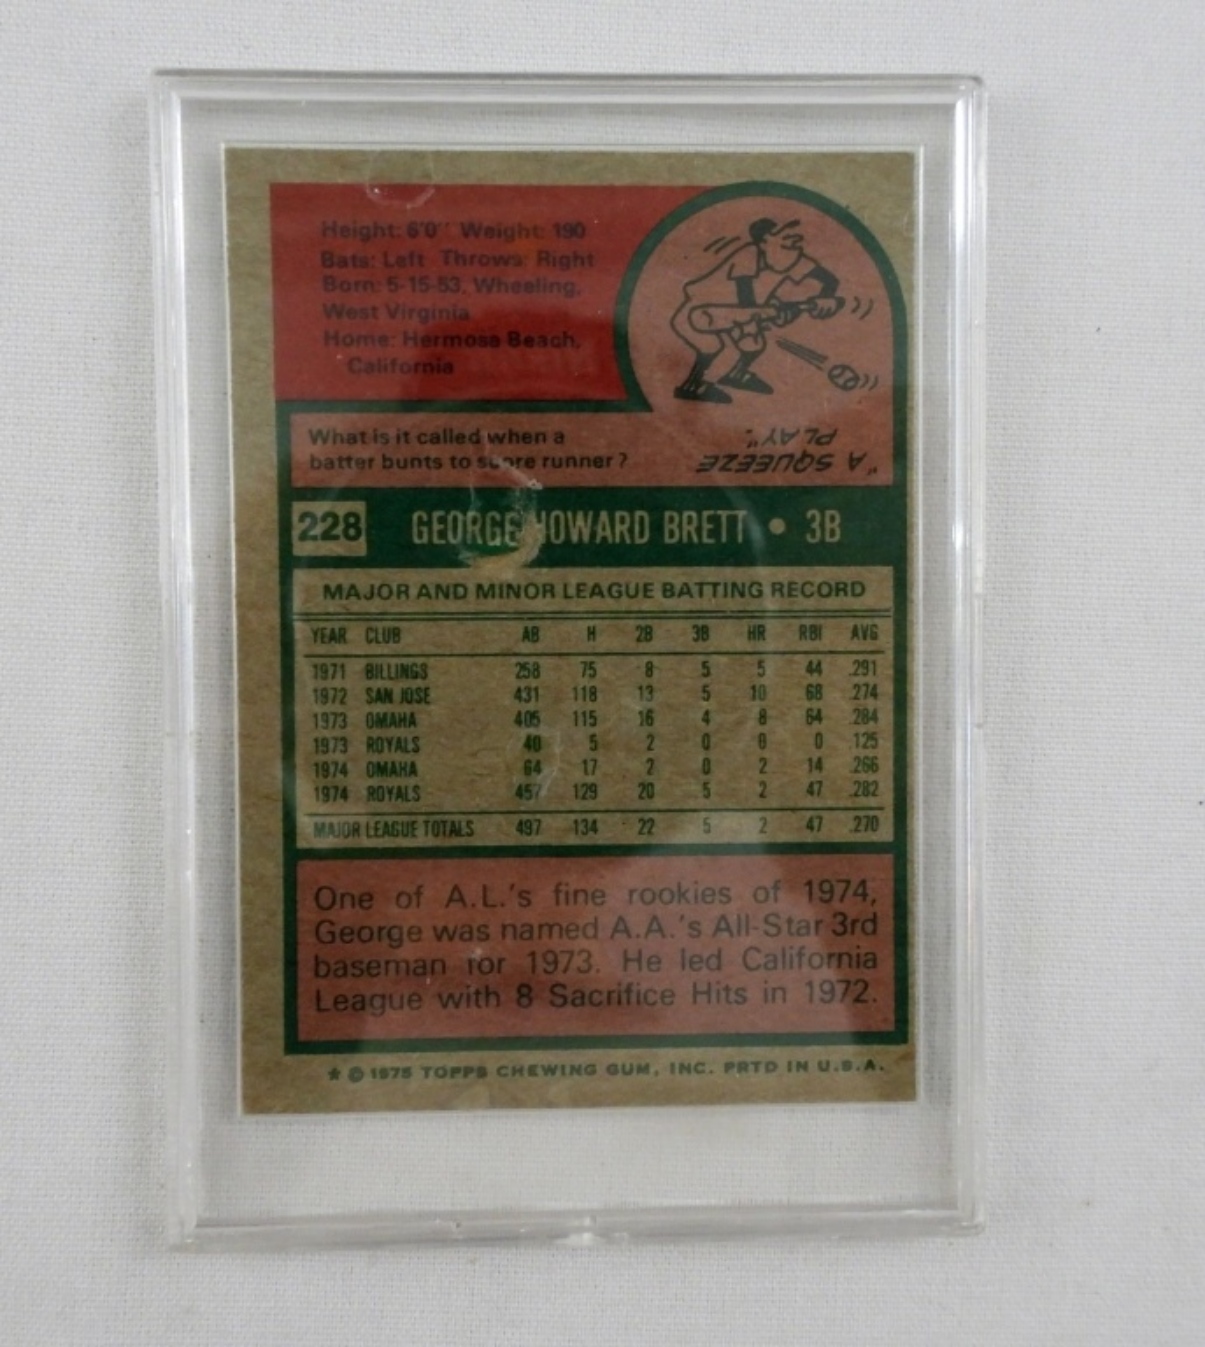 Height: 6'0" Weight: 190
Bats: Left Throws: Right
Born: 5-15-53, Wheeling,
West Virginia
Home: Hermosa Beach,
California
What is it called when a
batter bunts to score runner?
"A SQUEEZE
PLAY".
228 GEORGE HOWARD BRETT • 3B
MAJOR AND MINOR LEAGUE BATTING RECORD
YEAR CLUB AB H 2B 3B HR RBI AVG
1971 BILLINGS 258 75 8 5 5 44 .291
1972 SAN JOSE 431 118 13 5 10 68 .274
1973 OMAHA 405 115 16 4 8 64 .284
1973 ROYALS 40 5 2 0 0 0 .125
1974 OMAHA 64 17 2 0 2 14 .266
1974 ROYALS 457 129 20 5 2 47 .282
MAJOR LEAGUE TOTALS 497 134 22 5 2 47 .270
One of A.L.'s fine rookies of 1974,
George was named A.A.'s All-Star 3rd
baseman for 1973. He led California
League with 8 Sacrifice Hits in 1972.
* © 1975 TOPPS CHEWING GUM, INC. PRTD IN U.S.A.